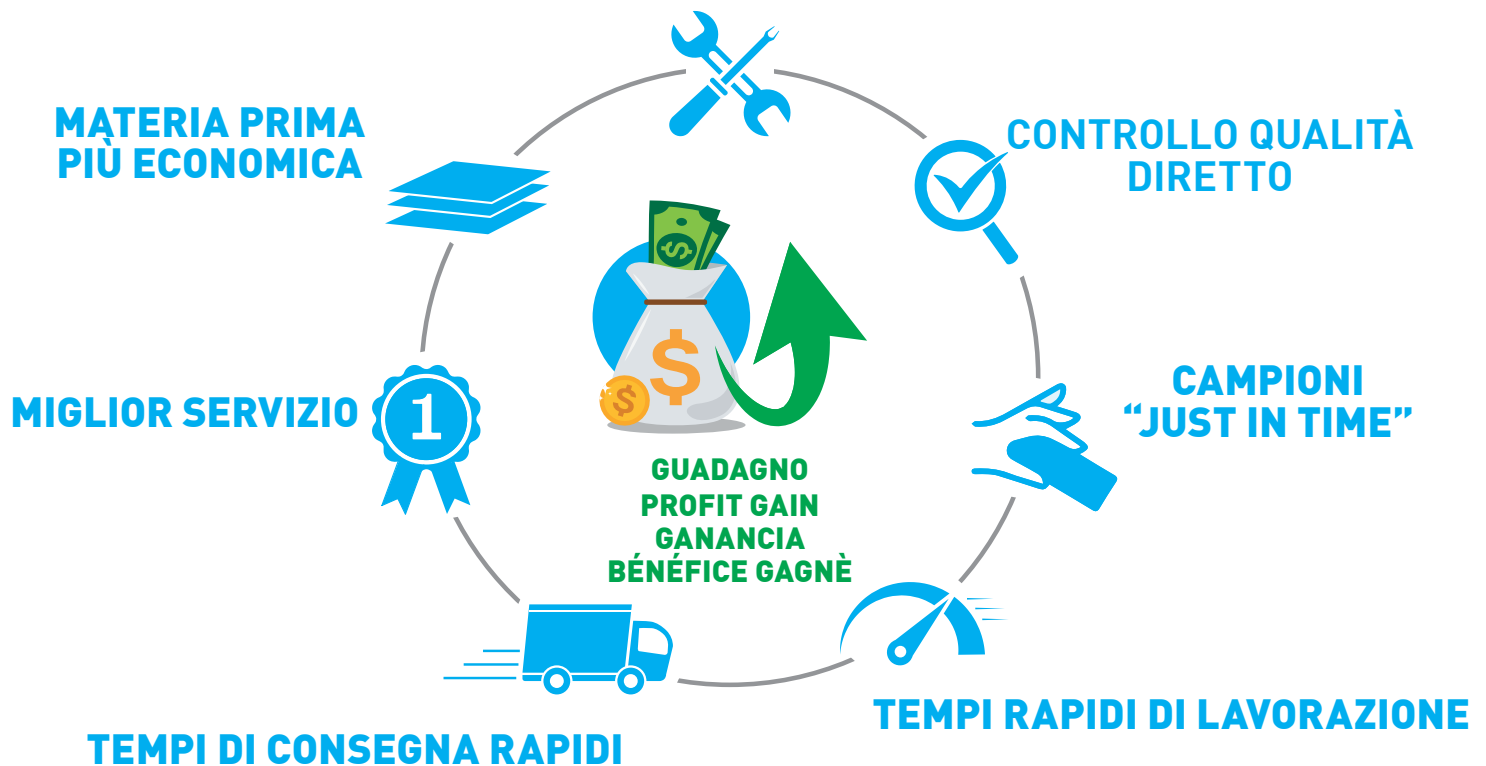 MATERIA PRIMA
PIÙ ECONOMICA
CONTROLLO QUALITÀ
DIRETTO
MIGLIOR SERVIZIO
1
CAMPIONI
“JUST IN TIME”
$
$
$
GUADAGNO
PROFIT GAIN
GANANCIA
BÉNÉFICE GAGNÈ
TEMPI RAPIDI DI LAVORAZIONE
TEMPI DI CONSEGNA RAPIDI